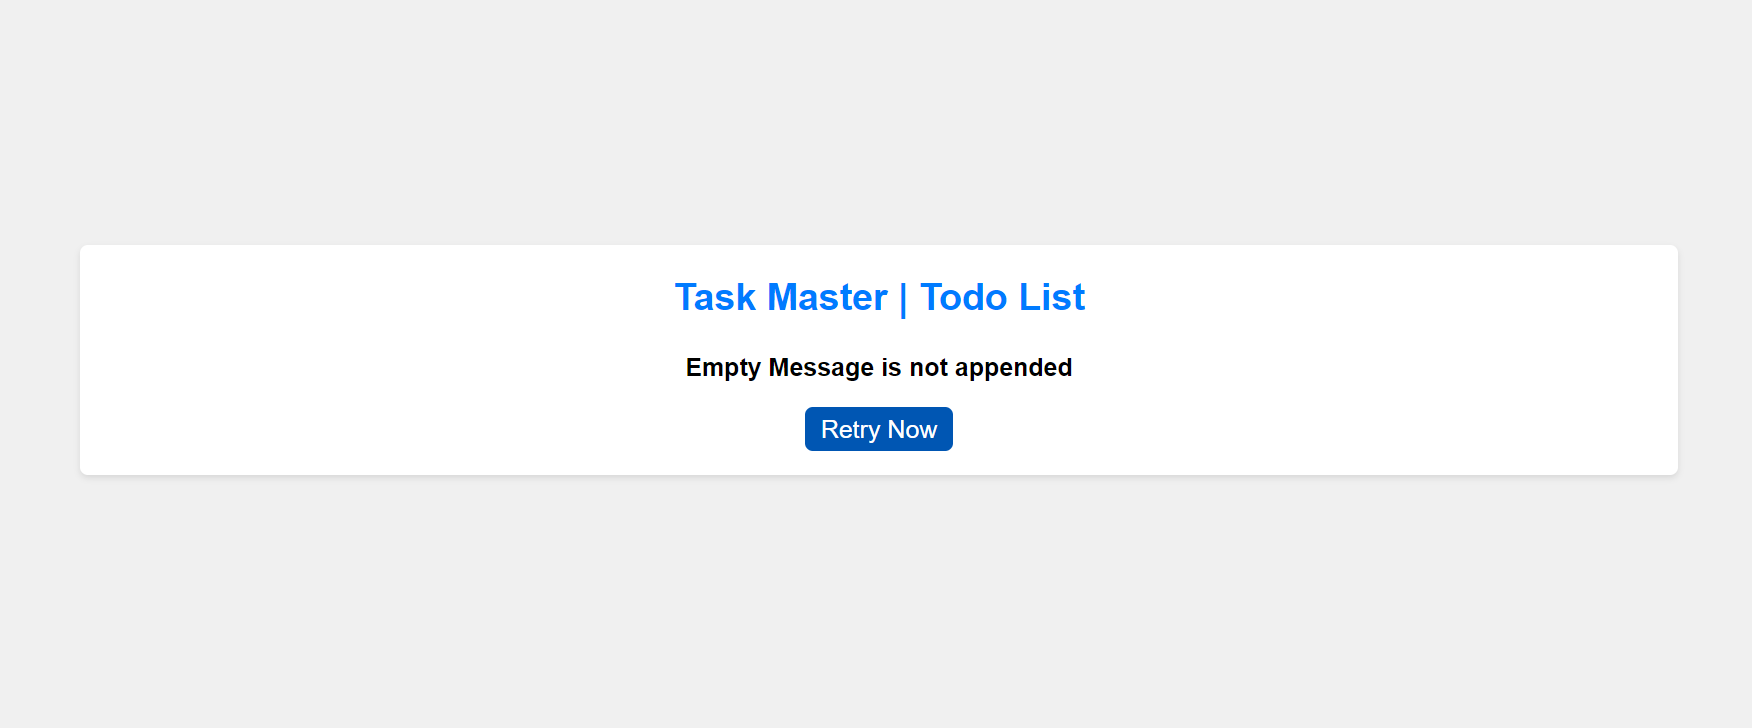 Task Master | Todo List
Empty Message is not appended
Retry Now